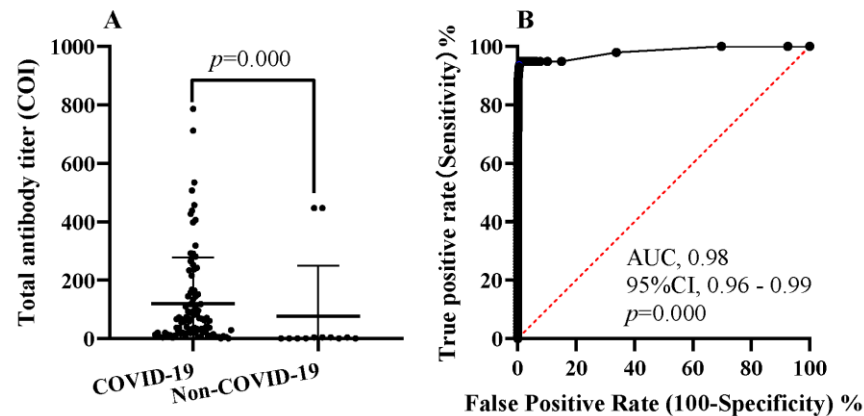 A
Total antibody titer (COI)
1000
800
600
400
200
0
p=0.000
COVID-19
Non-COVID-19
B
True positive rate(Sensitivity) %
100
80
60
40
20
0
AUC, 0.98
95%CI, 0.96 - 0.99
p=0.000
0
20
40
60
80
100
False Positive Rate (100-Specificity) %